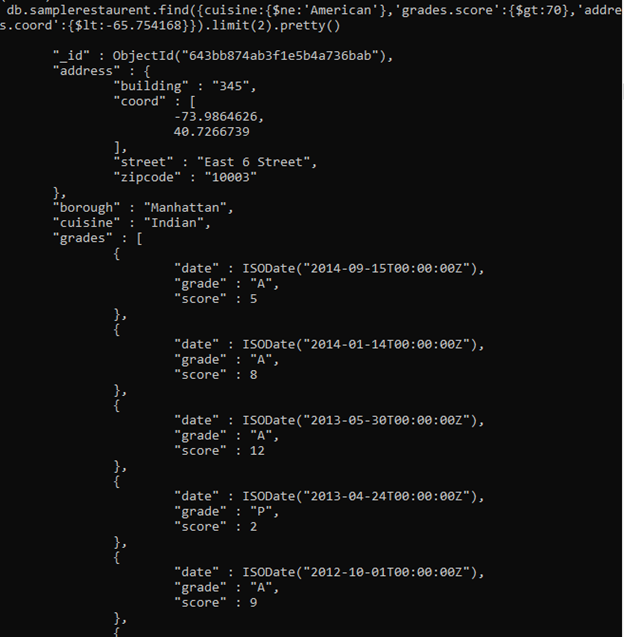 db.samplerestaurent.find({cuisine:{$ne:'American'},'grades.score':{$gt:70},'addre
s.coord':{$lt:-65.754168}}).limit(2).pretty()
"_id" : ObjectId("643bb874ab3f1e5b4a736bab"),
"address" : {
"building" : "345",
"coord" : [
-73.9864626,
40.7266739
],
"street" : "East 6 Street",
"zipcode" : "10003"
},
"borough" : "Manhattan",
"cuisine" : "Indian",
"grades" : [
{
"date" : ISODate("2014-09-15T00:00:00Z"),
"grade" : "A",
"score" : 5
},
{
"date" : ISODate("2014-01-14T00:00:00Z"),
"grade" : "A",
"score" : 8
},
{
"date" : ISODate("2013-05-30T00:00:00Z"),
"grade" : "A",
"score" : 12
},
{
"date" : ISODate("2013-04-24T00:00:00Z"),
"grade" : "P",
"score" : 2
},
{
"date" : ISODate("2012-10-01T00:00:00Z"),
"grade" : "A",
"score" : 9
},
{